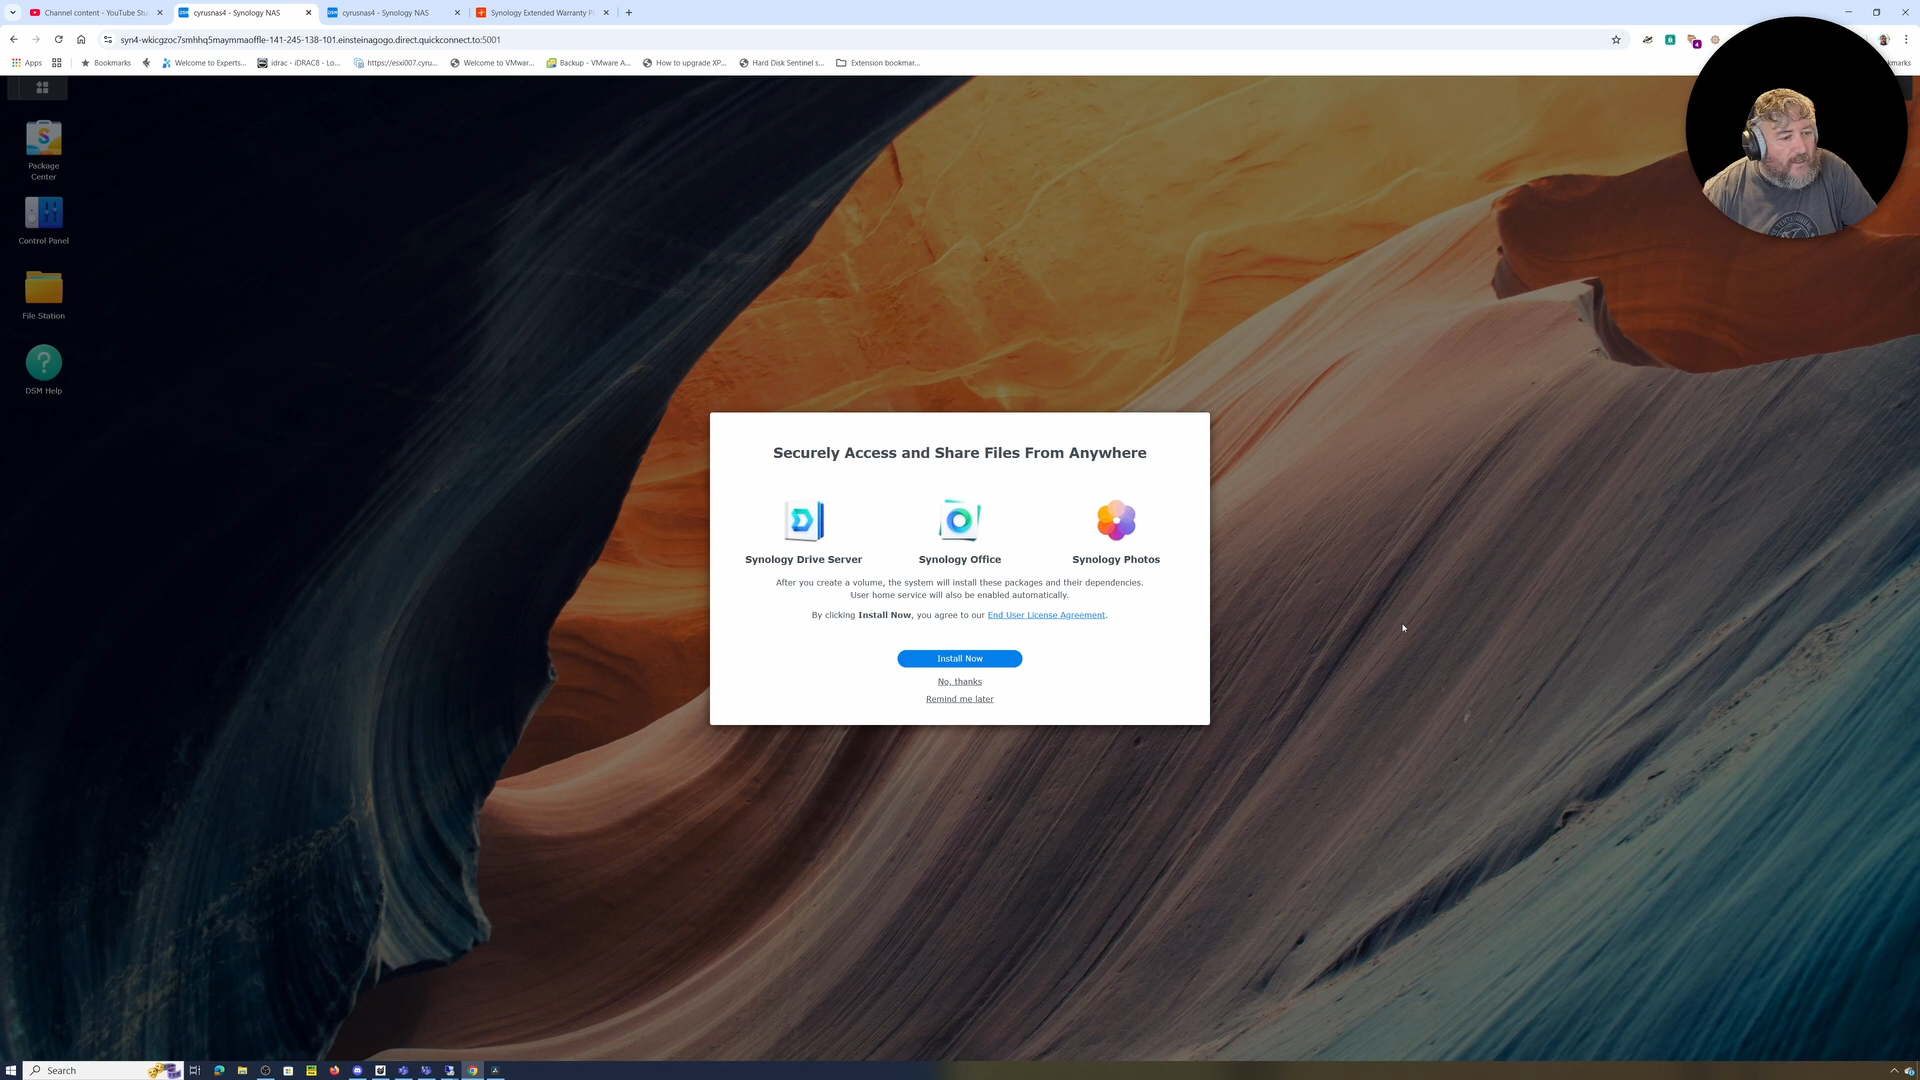 Channel content - YouTube Stu
cyrusnas4 - Synology NAS
cyrusnas4 - Synology NAS
Synology Extended Warranty Pl
syn4-wkicgzoc7smhhq5maymmaoffle-141-245-138-101.einsteinagogo.direct.quickconnect.to:5001
4
Apps
Bookmarks
Welcome to Experts...
idrac - iDRAC8 - Lo...
https://esxi007.cyru...
Welcome to VMwar...
Backup - VMware A...
How to upgrade XP...
Hard Disk Sentinel s...
Extension bookmar...
Package
Center
Control Panel
File Station
DSM Help
Securely Access and Share Files From Anywhere
Synology Drive Server
Synology Office
Synology Photos
After you create a volume, the system will install these packages and their dependencies.
User home service will also be enabled automatically.
By clicking Install Now, you agree to our End User License Agreement.
Install Now
No, thanks
Remind me later
Search